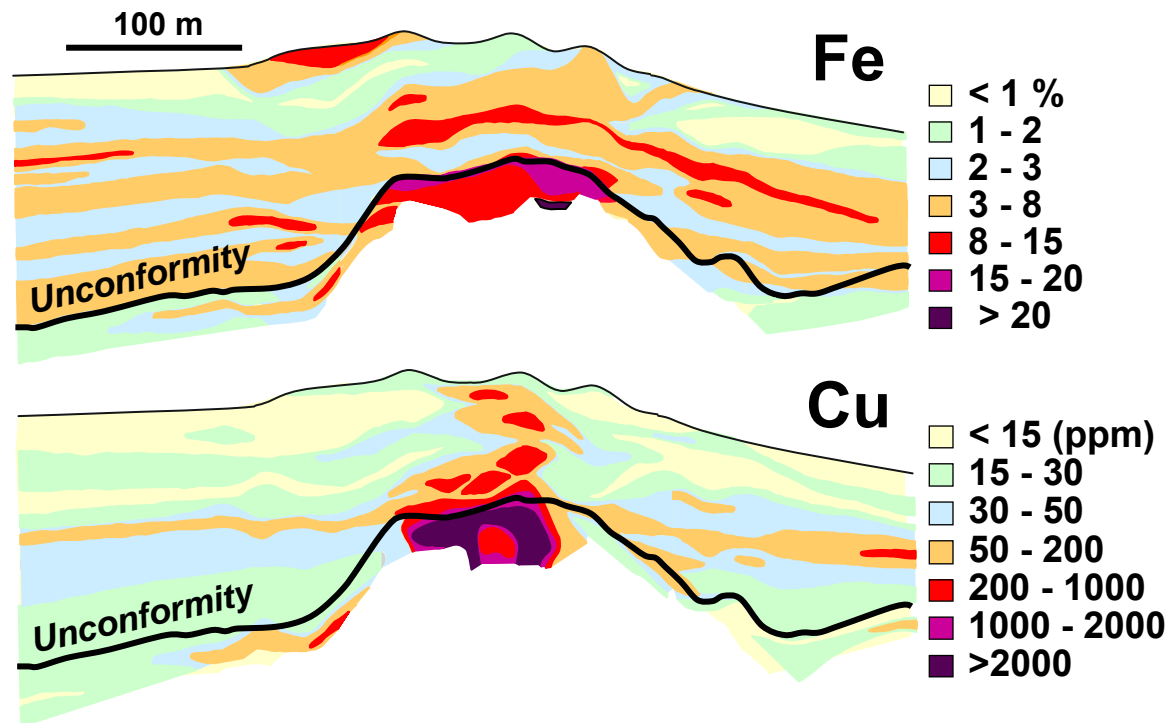 100 m
Fe
< 1 %
1 - 2
2 - 3
3 - 8
8 - 15
15 - 20
> 20
Unconformity
Cu
< 15 (ppm)
15 - 30
30 - 50
50 - 200
200 - 1000
1000 - 2000
>2000
Unconformity